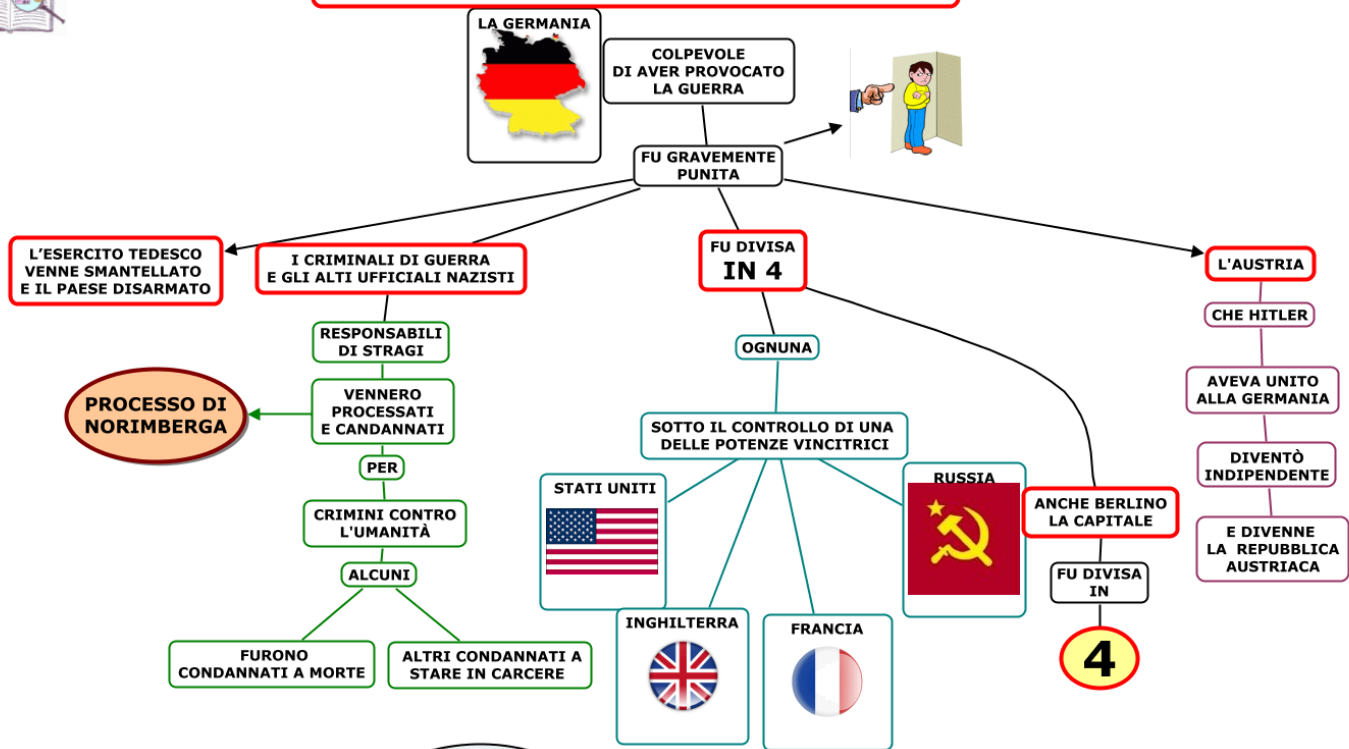 LA GERMANIA
COLPEVOLE
DI AVER PROVOCATO
LA GUERRA
FU GRAVEMENTE
PUNITA
L'ESERCITO TEDESCO
VENNE SMANTELLATO
E IL PAESE DISARMATO
I CRIMINALI DI GUERRA
E GLI ALTI UFFICIALI NAZISTI
RESPONSABILI
DI STRAGI
VENNERO
PROCESSATI
E CANDANNATI
PROCESSO DI
NORIMBERGA
PER
CRIMINI CONTRO
L'UMANITÀ
ALCUNI
FURONO
CONDANNATI A MORTE
ALTRI CONDANNATI A
STARE IN CARCERE
FU DIVISA
IN 4
OGNUNA
SOTTO IL CONTROLLO DI UNA
DELLE POTENZE VINCITRICI
STATI UNITI
INGHILTERRA
FRANCIA
RUSSIA
ANCHE BERLINO
LA CAPITALE
FU DIVISA
IN
4
L'AUSTRIA
CHE HITLER
AVEVA UNITO
ALLA GERMANIA
DIVENTÒ
INDIPENDENTE
E DIVENNE
LA REPUBBLICA
AUSTRIACA